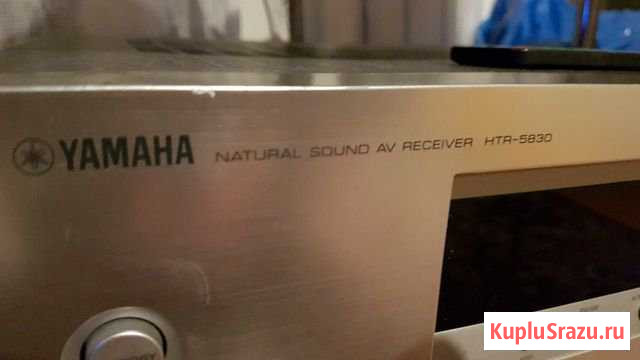 YAMAHA NATURAL SOUND AV RECEIVER HTR-5830
KupluSrazu.ru